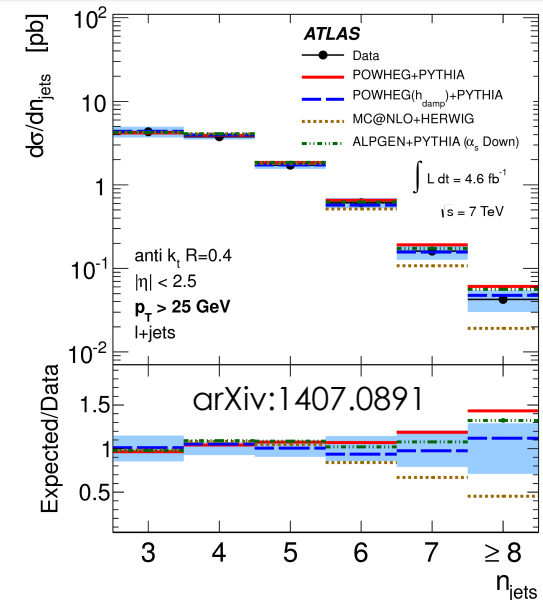 dσ/dn_jets [pb]
10²
10
1
10⁻¹
10⁻²
ATLAS
Data
POWHEG+PYTHIA
POWHEG(h_damp)+PYTHIA
MC@NLO+HERWIG
ALPGEN+PYTHIA (α_s Down)
∫ L dt = 4.6 fb⁻¹
√s = 7 TeV
anti k_t R=0.4
|η| < 2.5
p_T > 25 GeV
l+jets
arXiv:1407.0891
Expected/Data
1.5
1
0.5
3 4 5 6 7 ≥ 8
n_jets